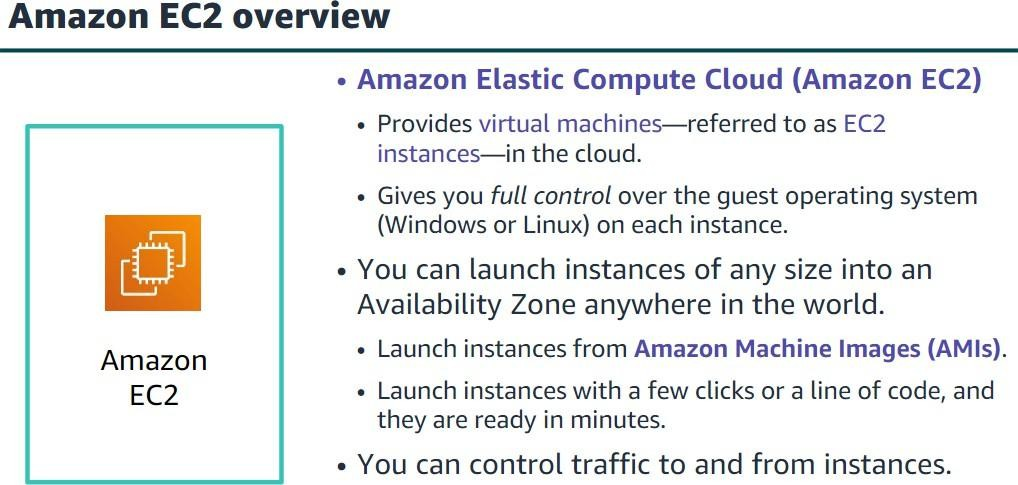 Amazon EC2 overview
Amazon
EC2
• Amazon Elastic Compute Cloud (Amazon EC2)
• Provides virtual machines—referred to as EC2
instances—in the cloud.
• Gives you full control over the guest operating system
(Windows or Linux) on each instance.
• You can launch instances of any size into an
Availability Zone anywhere in the world.
• Launch instances from Amazon Machine Images (AMIs).
• Launch instances with a few clicks or a line of code, and
they are ready in minutes.
• You can control traffic to and from instances.